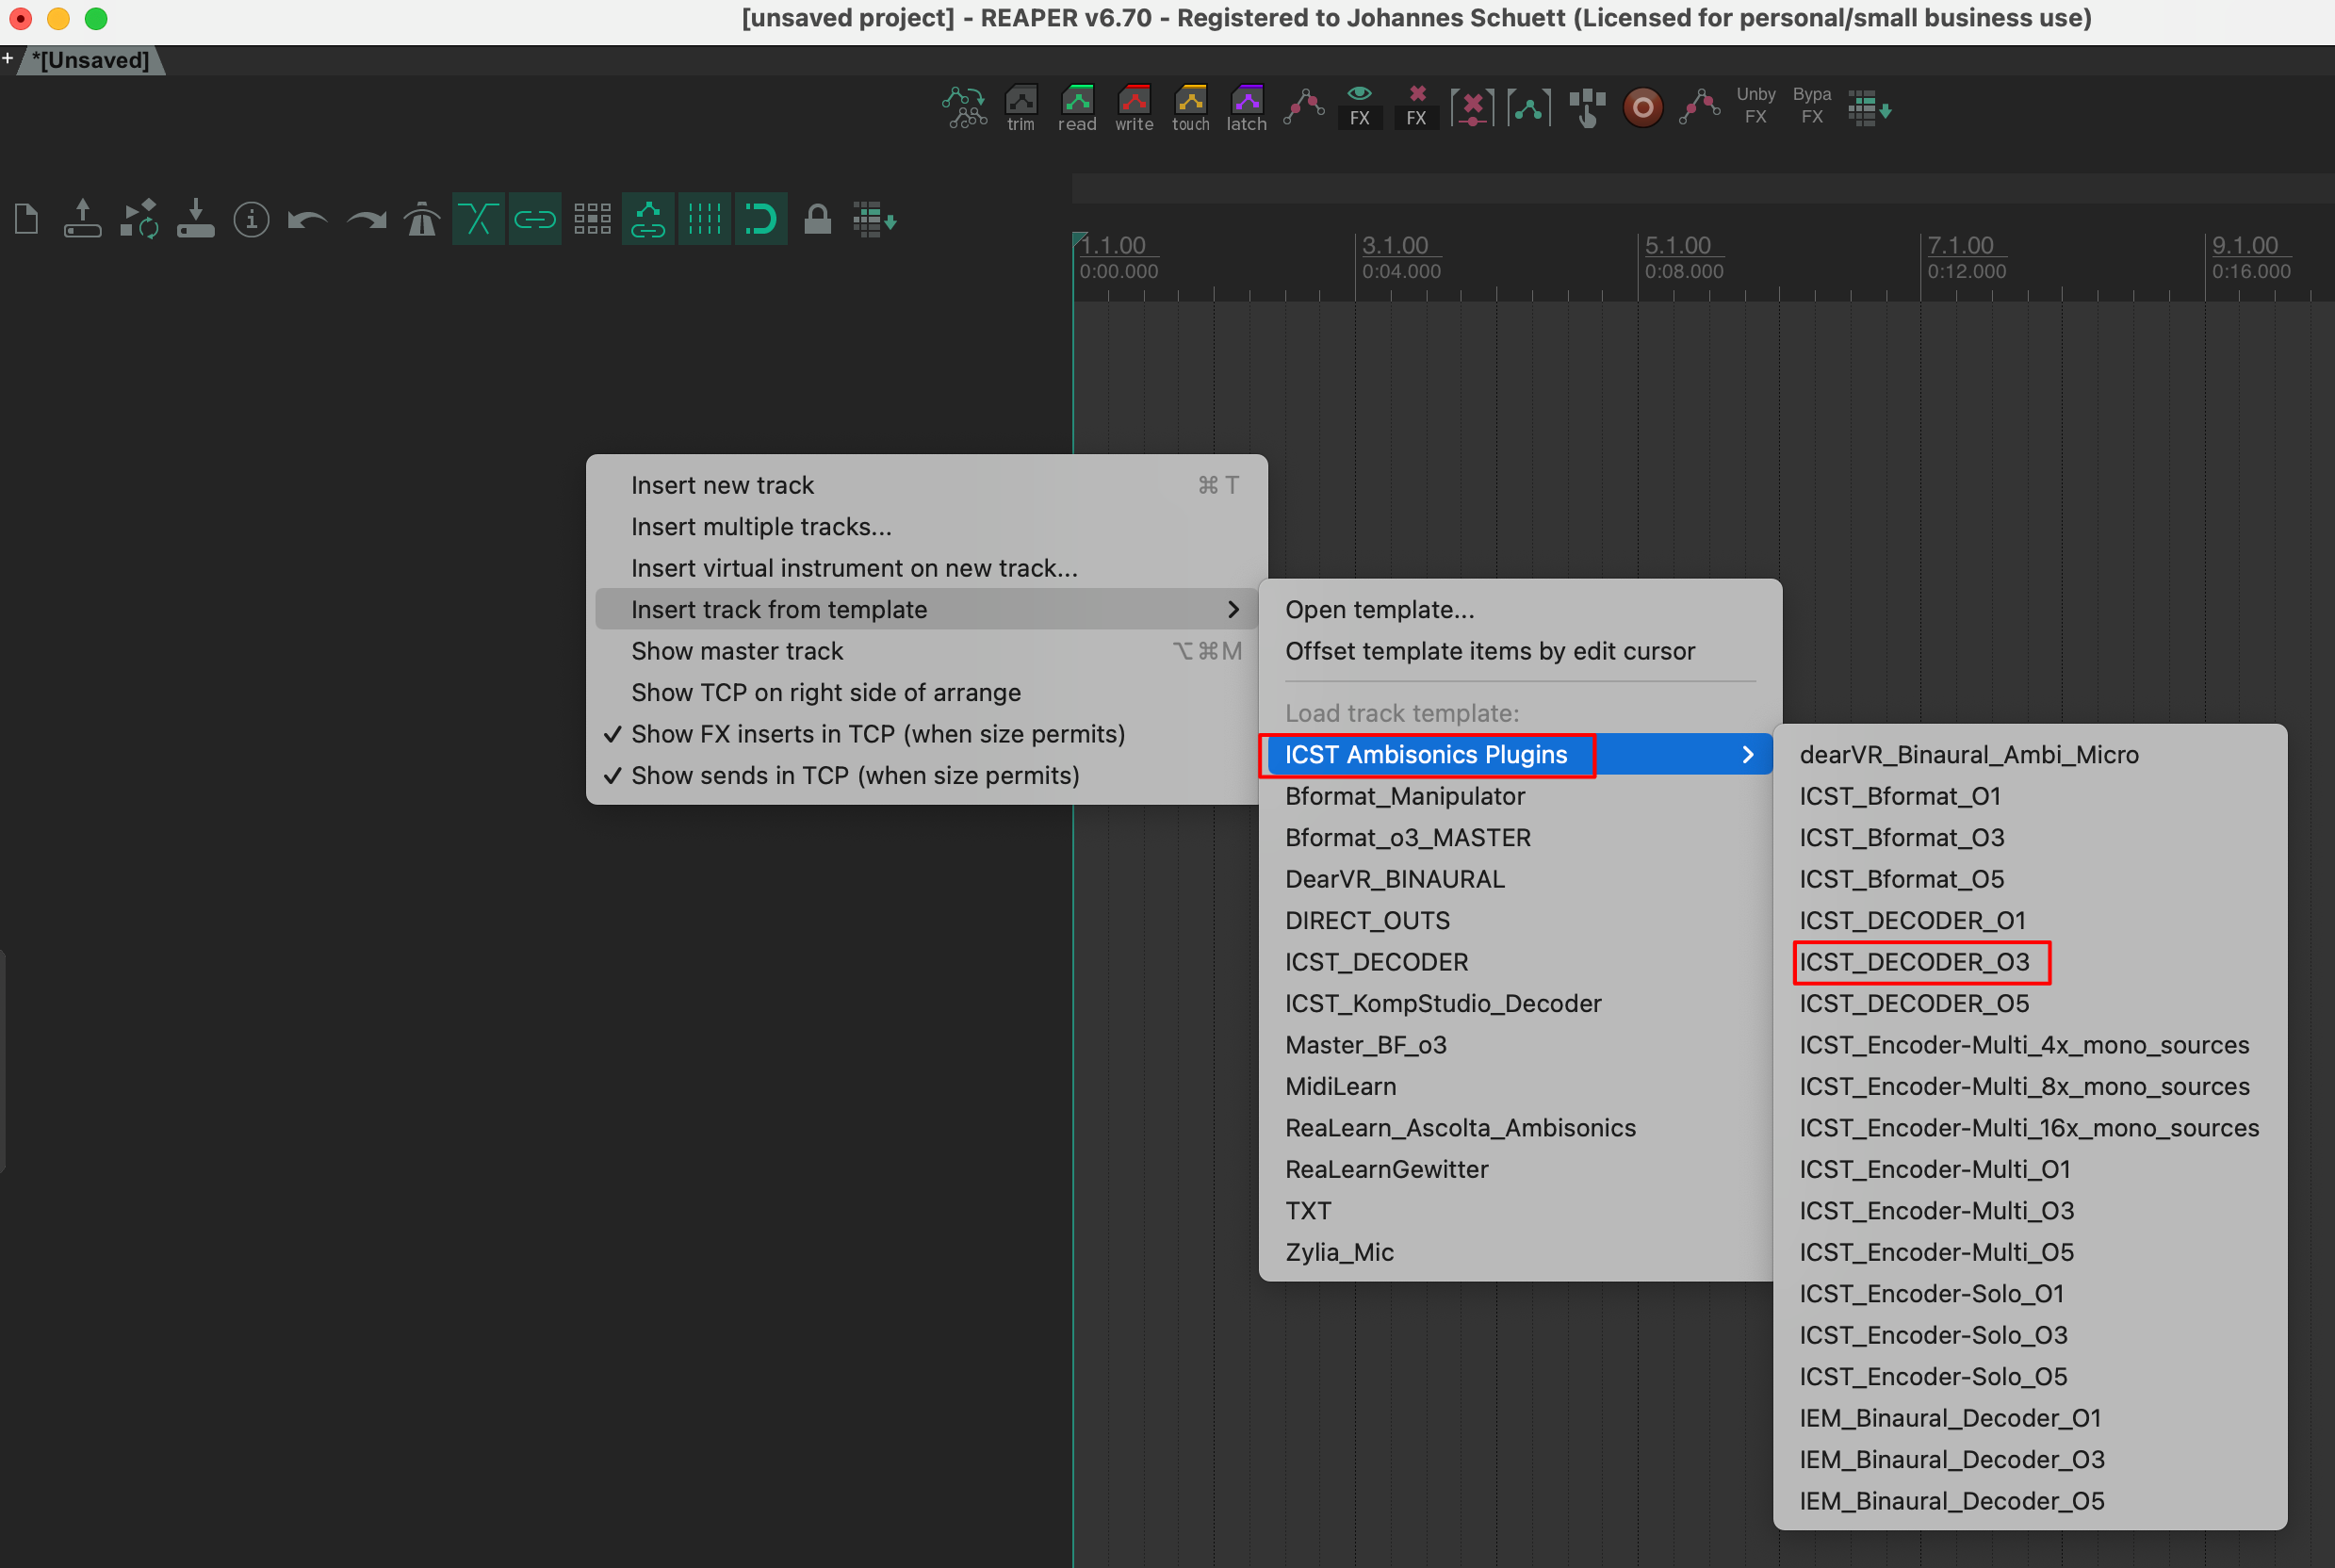 [unsaved project] - REAPER v6.70 - Registered to Johannes Schuett (Licensed for personal/small business use)
+ *[Unsaved]
trim read write touch latch FX FX Unby FX Bypa FX
1.1.00 3.1.00 5.1.00 7.1.00 9.1.00
0:00.000 0:04.000 0:08.000 0:12.000 0:16.000
Insert new track ⌘ T
Insert multiple tracks...
Insert virtual instrument on new track...
Insert track from template
Show master track ⌥⌘M
Show TCP on right side of arrange
✓ Show FX inserts in TCP (when size permits)
✓ Show sends in TCP (when size permits)
Open template...
Offset template items by edit cursor
Load track template:
ICST Ambisonics Plugins
Bformat_Manipulator
Bformat_o3_MASTER
DearVR_BINAURAL
DIRECT_OUTS
ICST_DECODER
ICST_KompStudio_Decoder
Master_BF_o3
MidiLearn
ReaLearn_Ascolta_Ambisonics
ReaLearnGewitter
TXT
Zylia_Mic
dearVR_Binaural_Ambi_Micro
ICST_Bformat_O1
ICST_Bformat_O3
ICST_Bformat_O5
ICST_DECODER_O1
ICST_DECODER_O3
ICST_DECODER_O5
ICST_Encoder-Multi_4x_mono_sources
ICST_Encoder-Multi_8x_mono_sources
ICST_Encoder-Multi_16x_mono_sources
ICST_Encoder-Multi_O1
ICST_Encoder-Multi_O3
ICST_Encoder-Multi_O5
ICST_Encoder-Solo_O1
ICST_Encoder-Solo_O3
ICST_Encoder-Solo_O5
IEM_Binaural_Decoder_O1
IEM_Binaural_Decoder_O3
IEM_Binaural_Decoder_O5